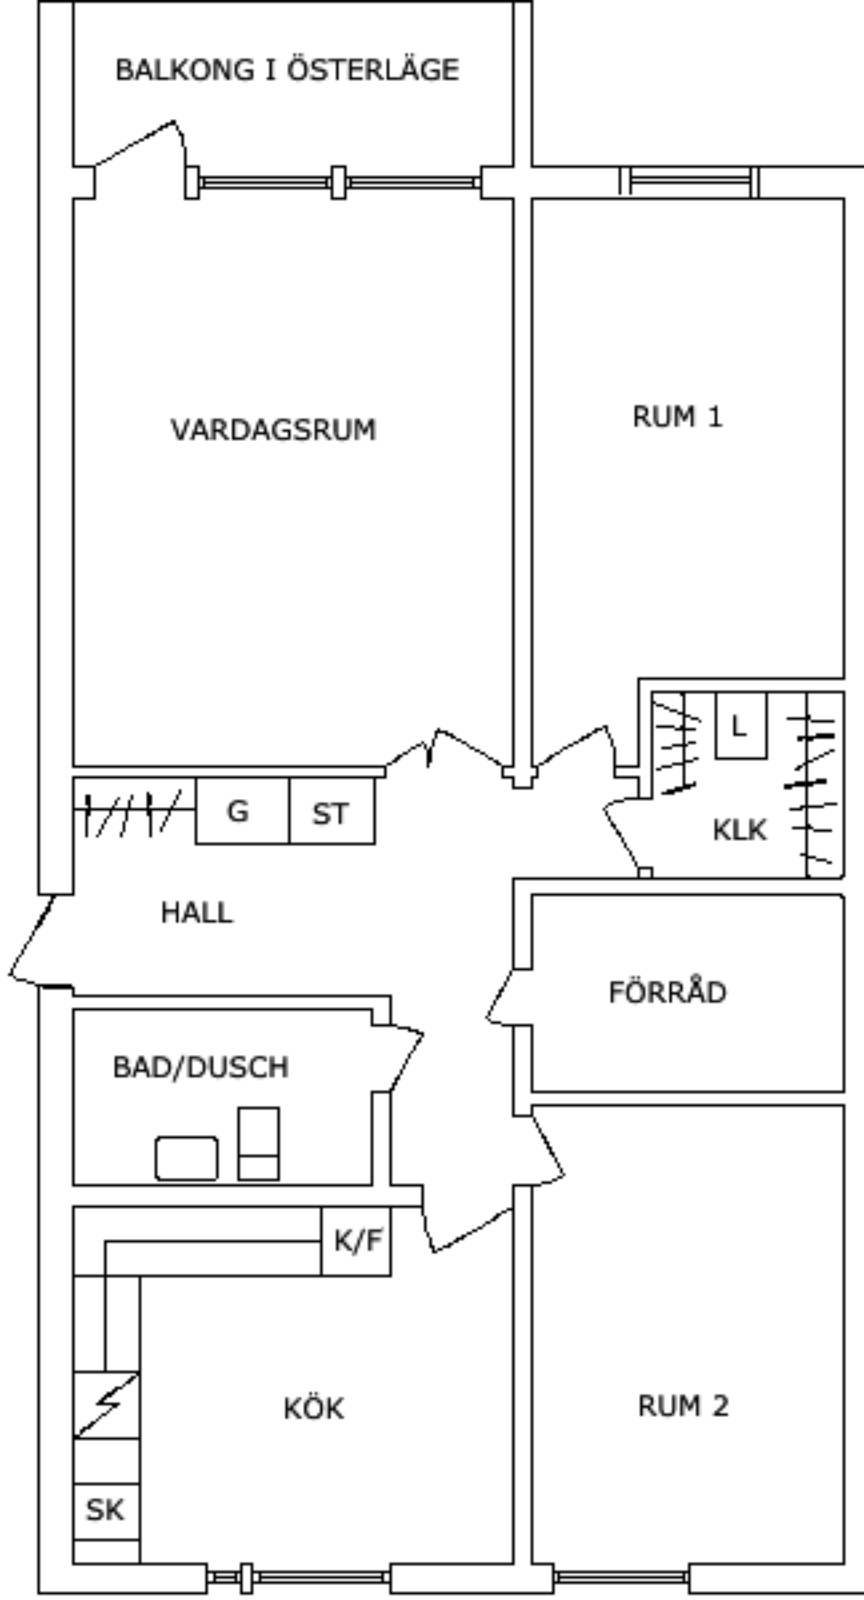 BALKONG I ÖSTERLÄGE
VARDAGSRUM
RUM 1
L
G
ST
KLK
HALL
FÖRRÅD
BAD/DUSCH
K/F
KÖK
RUM 2
SK